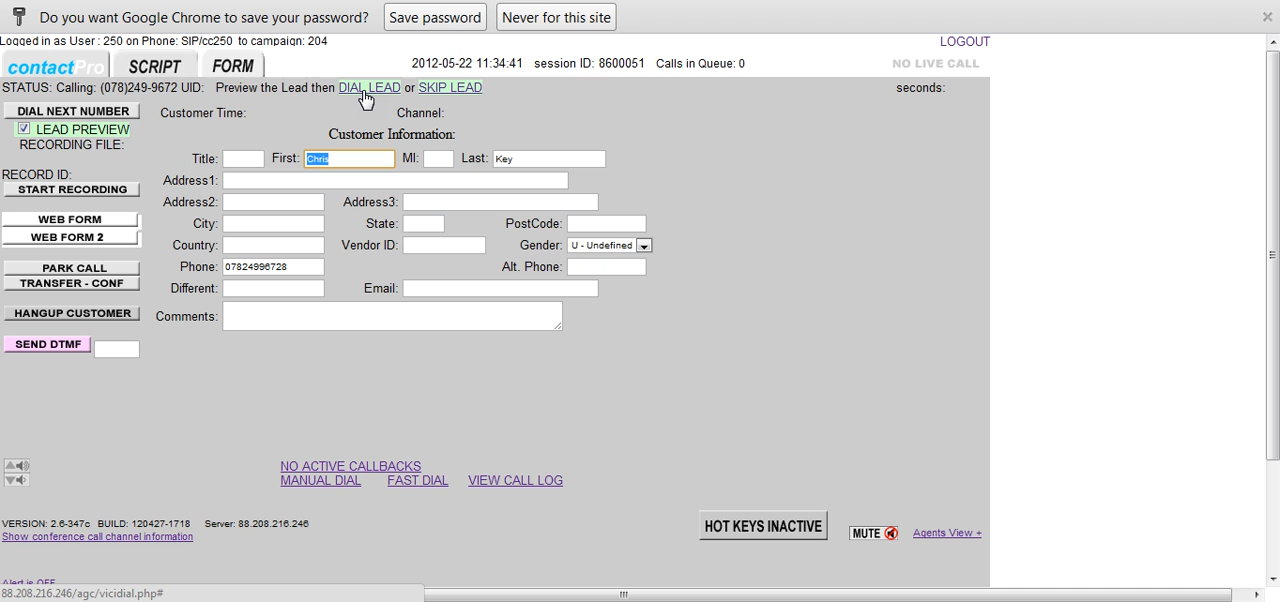 Do you want Google Chrome to save your password? Save password Never for this site
Logged in as User : 250 on Phone: SIP/cc250 to campaign: 204 LOGOUT
contactPro SCRIPT FORM 2012-05-22 11:34:41 session ID: 8600051 Calls in Queue: 0 NO LIVE CALL
STATUS: Calling: (078)249-9672 UID: Preview the Lead then DIAL LEAD or SKIP LEAD seconds:
DIAL NEXT NUMBER Customer Time: Channel:
LEAD PREVIEW Customer Information:
RECORDING FILE:
Title: First: Chris MI: Last: Key
RECORD ID: Address1:
START RECORDING
Address2: Address3:
WEB FORM City: State: PostCode:
WEB FORM 2
Country: Vendor ID: Gender: U - Undefined
PARK CALL Phone: 07824996728 Alt. Phone:
TRANSFER - CONF Different: Email:
HANGUP CUSTOMER Comments:
SEND DTMF
NO ACTIVE CALLBACKS
MANUAL DIAL FAST DIAL VIEW CALL LOG
VERSION: 2.6-347c BUILD: 120427-1718 Server: 88.208.216.246 HOT KEYS INACTIVE
Show conference call channel information MUTE Agents View +
Alert is OFF
88.208.216.246/agc/vicidial.php#